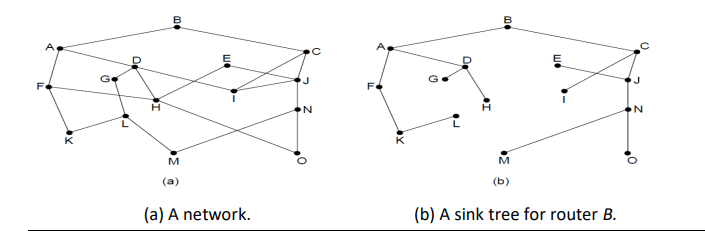 B B
A D E C A D E C
G J G J
F H I N F H I N
L L
K M O K M O
(a) (b)
(a) A network. (b) A sink tree for router B.